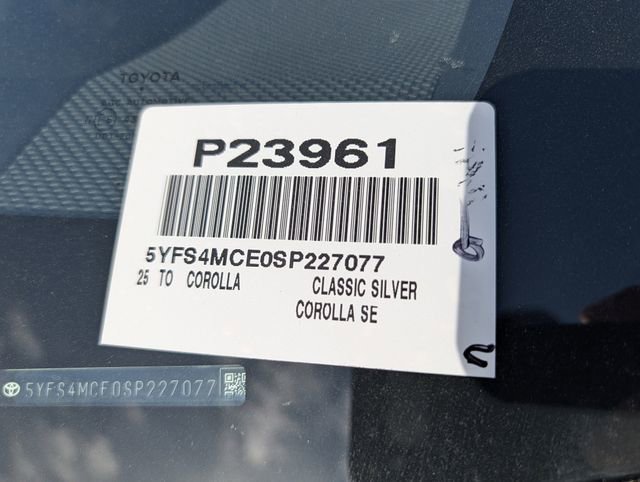 TOYOTA
P23961
5YFS4MCE0SP227077
25 TO COROLLA CLASSIC SILVER
COROLLA SE
5YFS4MCE0SP227077